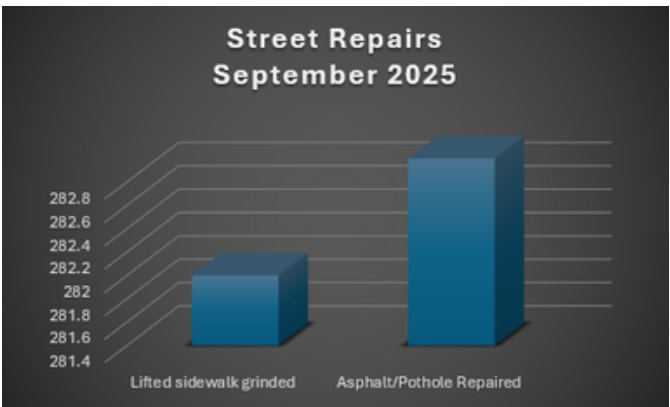 Street Repairs
September 2025
282.8
282.6
282.4
282.2
282
281.8
281.6
281.4
Lifted sidewalk grinded
Asphalt/Pothole Repaired